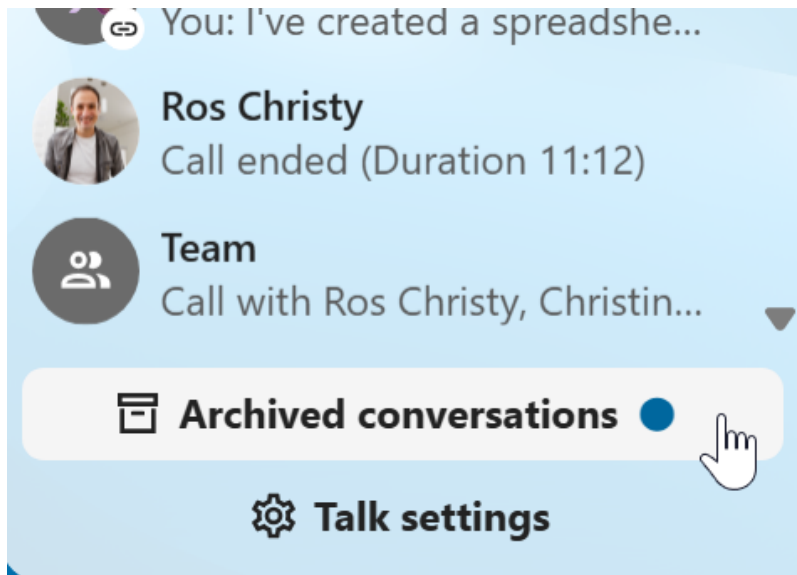 You: I've created a spreadshe...
Ros Christy
Call ended (Duration 11:12)
Team
Call with Ros Christy, Christin...
Archived conversations
Talk settings